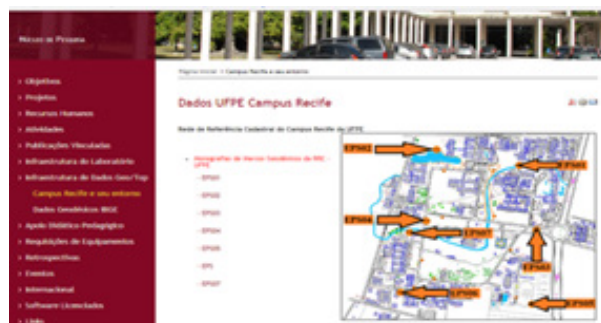 Núcleo de Pesquisa
Página Inicial > Campus Recife e seu entorno
> Objetivos
> Projetos
> Recursos Humanos
> Atividades
> Publicações Vinculadas
> Infraestrutura do Laboratório
> Infraestrutura de Dados Geo/Top
Campus Recife e seu entorno
Dados Geodésicos IBGE
> Apoio Didático Pedagógico
> Requisições de Equipamentos
> Retrospectivas
> Eventos
> Internacional
> Software Licenciados
> Links
Dados UFPE Campus Recife
Rede de Referência Cadastral do Campus Recife da UFPE
Monografias de Marcos Geodésicos da RRC -
UFPE
- EPS01
- EPS02
- EPS03
- EPS04
- EPS05
- EPS
- EPS07
EPS02
EPS01
EPS04
EPS07
EPS03
EPS06
EPS05